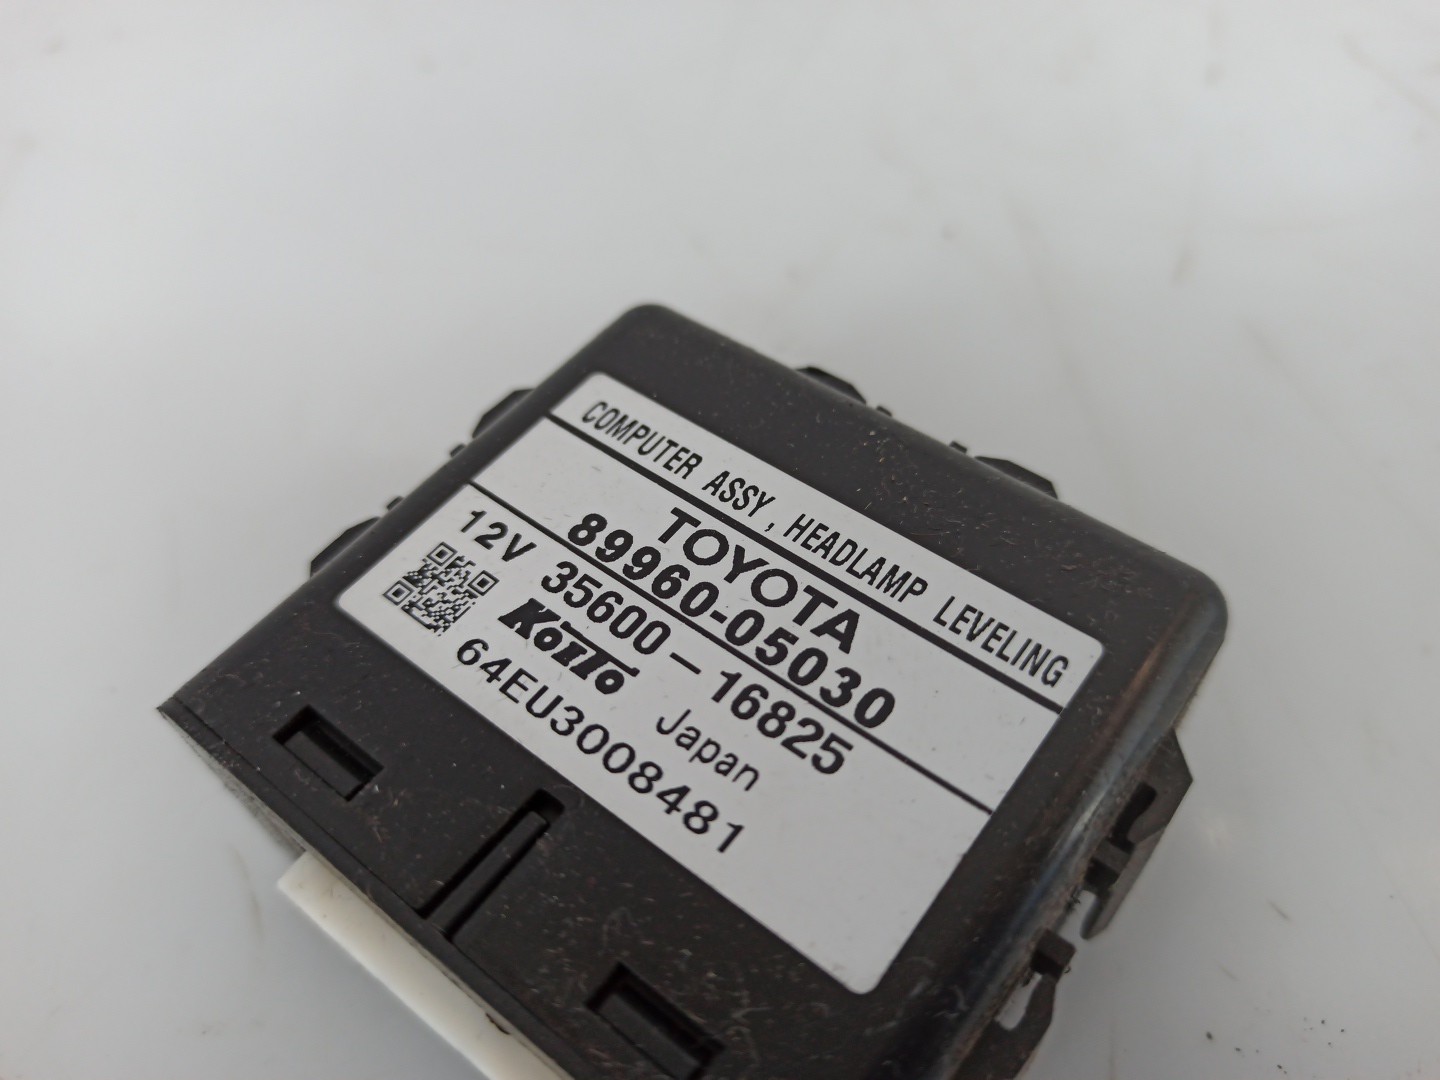 COMPUTER ASSY, HEADLAMP LEVELING
TOYOTA
89960-05030
12V 35600-16825
Koito Japan
64EU3008481